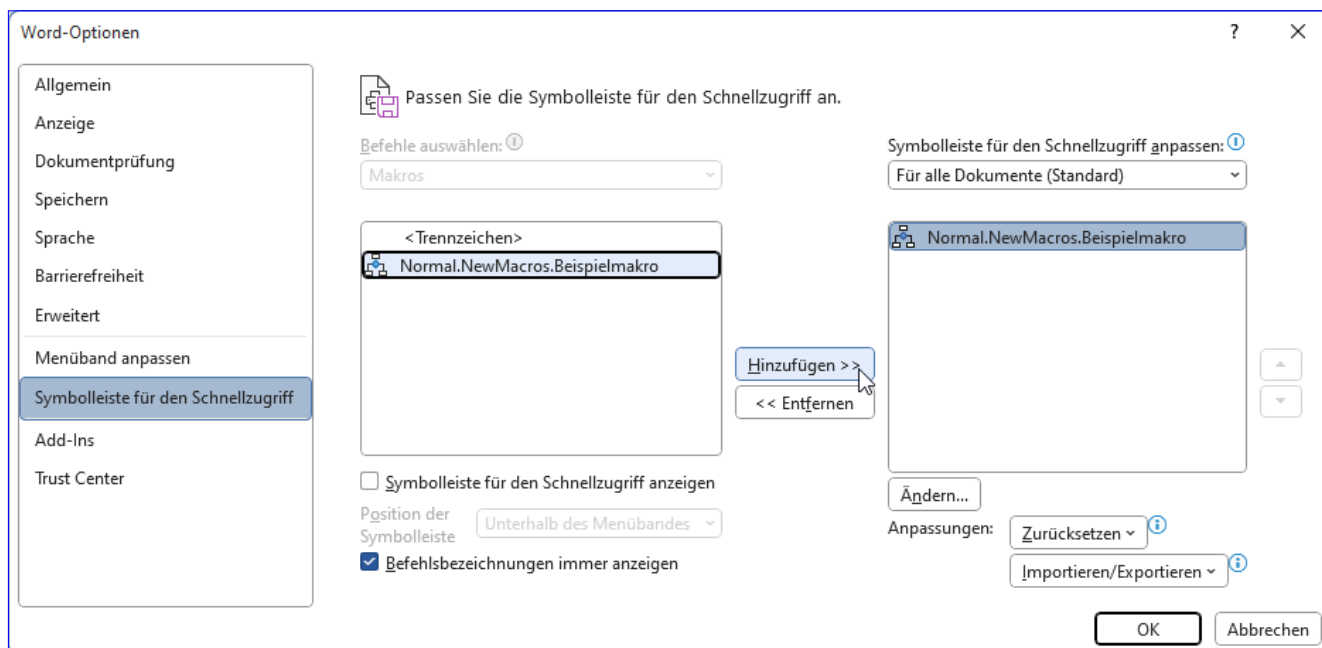 Word-Optionen
?
Allgemein
Anzeige
Dokumentprüfung
Speichern
Sprache
Barrierefreiheit
Erweitert
Menüband anpassen
Symbolleiste für den Schnellzugriff
Add-Ins
Trust Center
Passen Sie die Symbolleiste für den Schnellzugriff an.
Befehle auswählen:
Makros
<Trennzeichen>
Normal.NewMacros.Beispielmakro
Symbolleiste für den Schnellzugriff anzeigen
Position der
Symbolleiste
Unterhalb des Menübandes
Befehlsbezeichnungen immer anzeigen
Hinzufügen >>
<< Entfernen
Symbolleiste für den Schnellzugriff anpassen:
Für alle Dokumente (Standard)
Normal.NewMacros.Beispielmakro
Ändern...
Anpassungen:
Zurücksetzen
Importieren/Exportieren
OK
Abbrechen